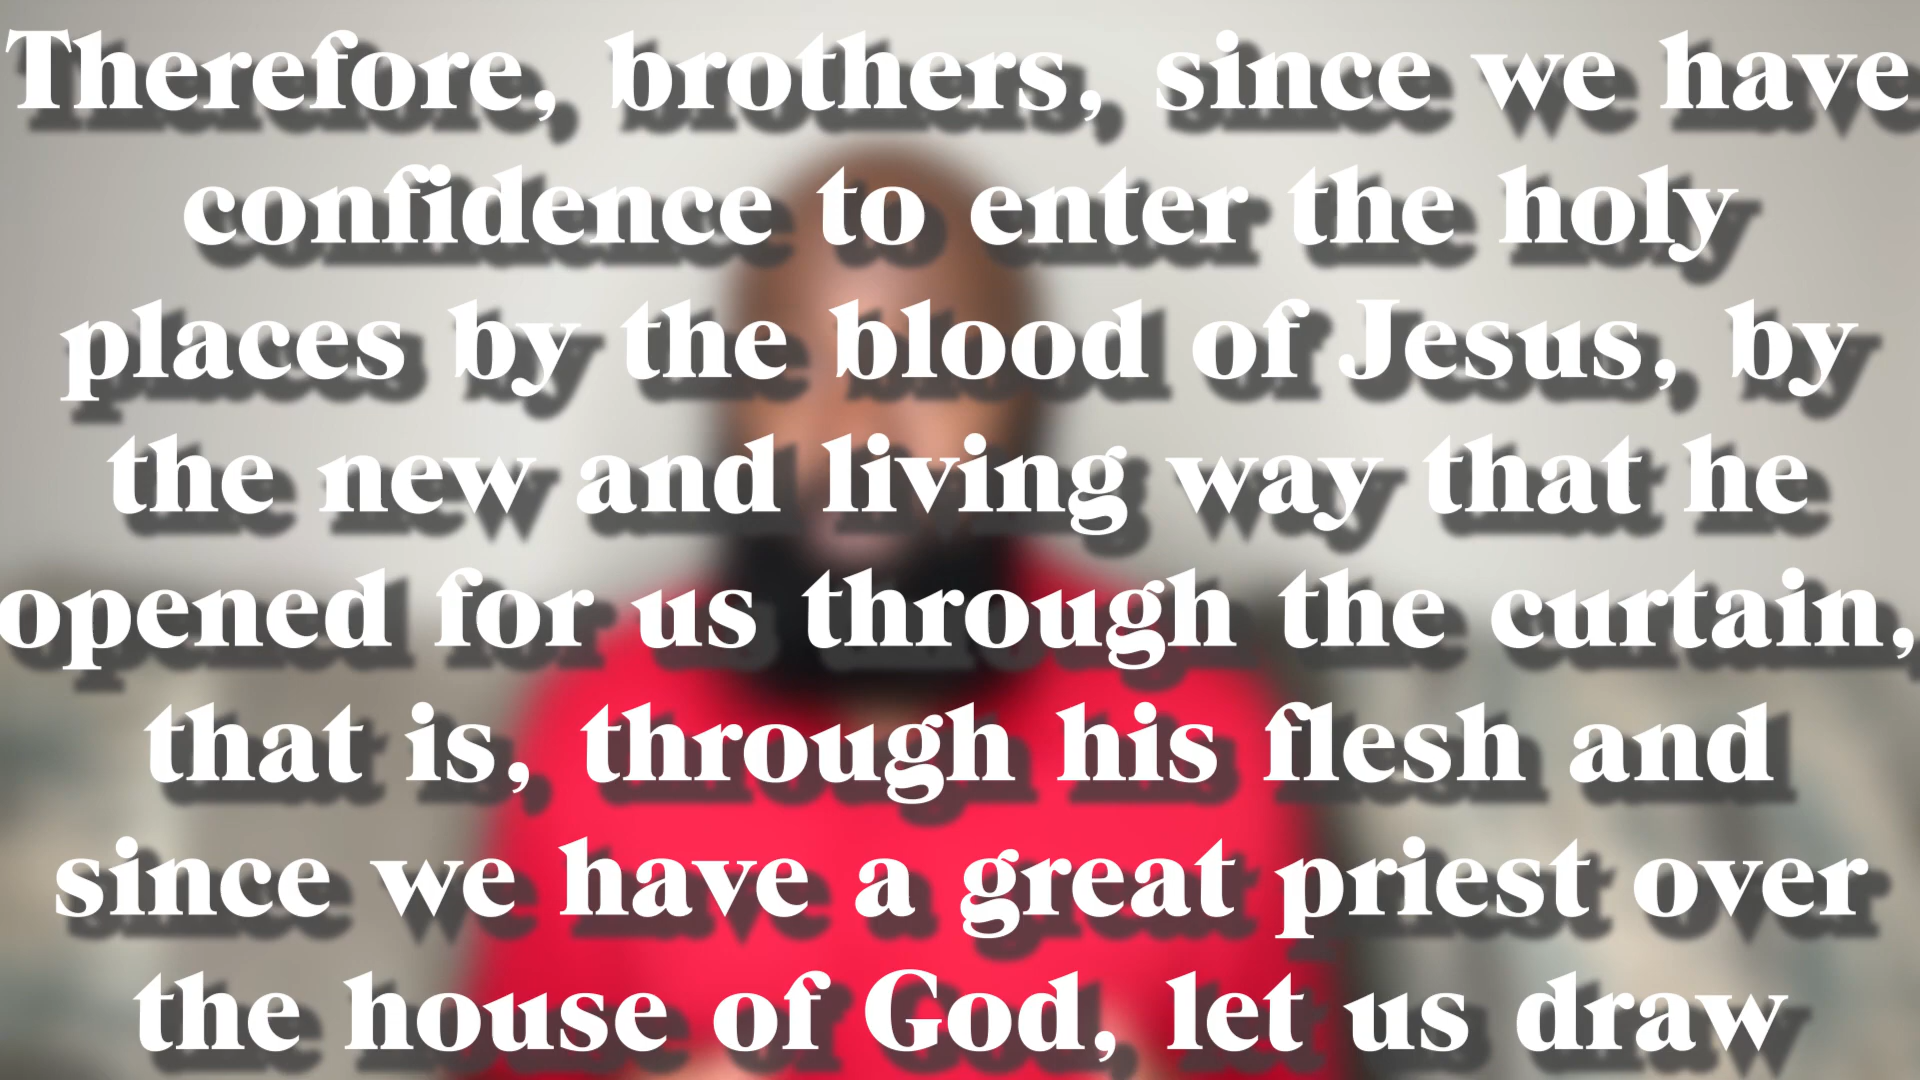 Therefore, brothers, since we have
confidence to enter the holy
places by the blood of Jesus, by
the new and living way that he
opened for us through the curtain,
that is, through his flesh and
since we have a great priest over
the house of God, let us draw